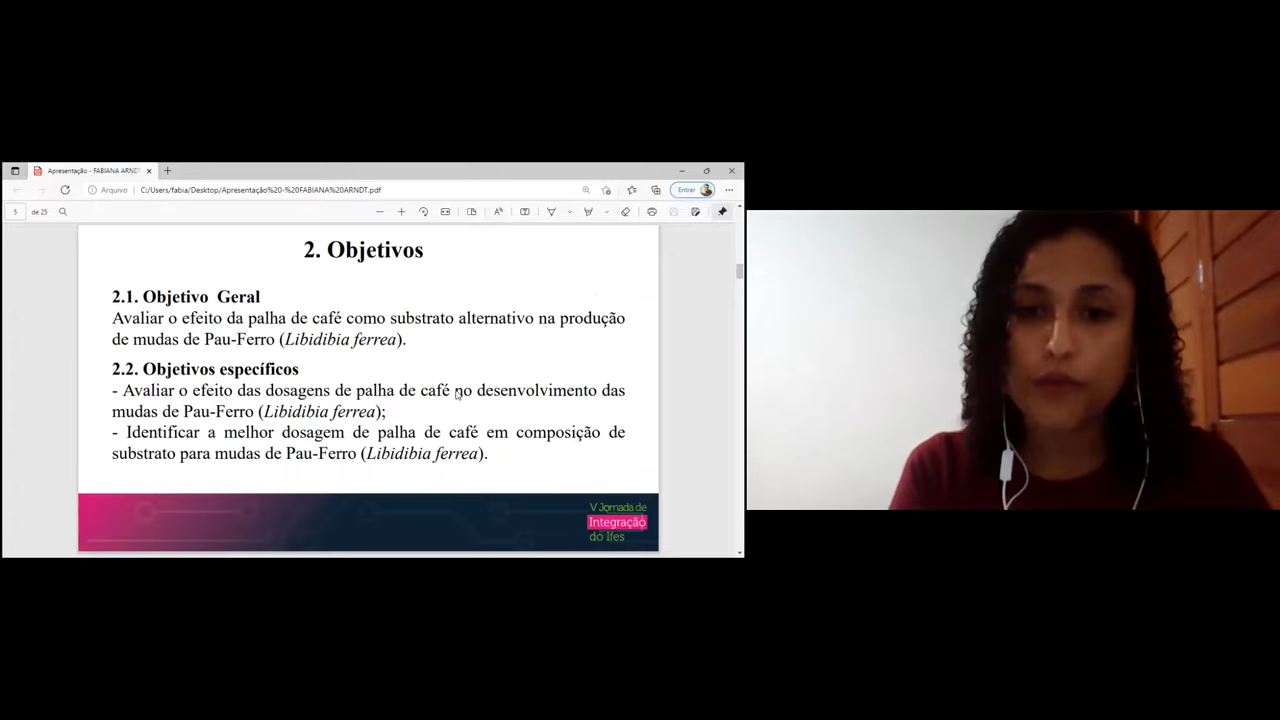 Apresentação - FABIANA ARND
Arquivo C:/Users/fabia/Desktop/Apresentação%20-%20FABIANA%20ARNDT.pdf
Entrar
5 de 25
2. Objetivos
2.1. Objetivo Geral
Avaliar o efeito da palha de café como substrato alternativo na produção
de mudas de Pau-Ferro (Libidibia ferrea).
2.2. Objetivos específicos
- Avaliar o efeito das dosagens de palha de café no desenvolvimento das
mudas de Pau-Ferro (Libidibia ferrea);
- Identificar a melhor dosagem de palha de café em composição de
substrato para mudas de Pau-Ferro (Libidibia ferrea).
V Jornada de
Integração
do Ifes